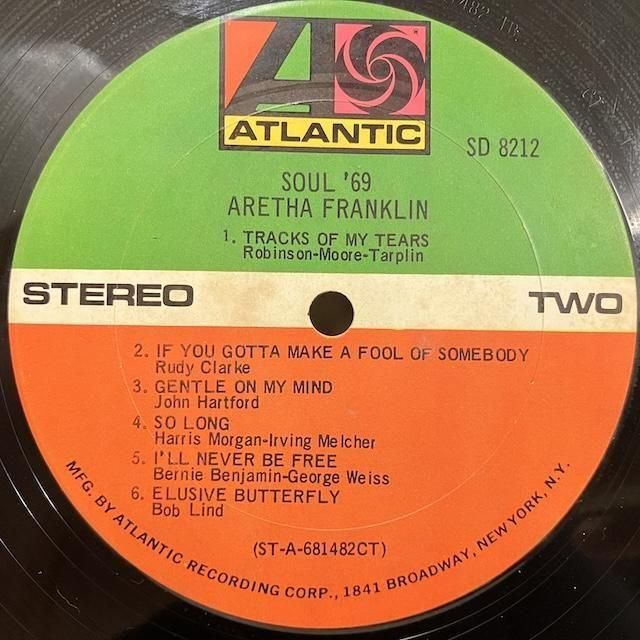 ATLANTIC
SD 8212
SOUL '69
ARETHA FRANKLIN
1. TRACKS OF MY TEARS
Robinson-Moore-Tarplin
STEREO
TWO
2. IF YOU GOTTA MAKE A FOOL OF SOMEBODY
Rudy Clarke
3. GENTLE ON MY MIND
John Hartford
4. SO LONG
Harris Morgan-Irving Melcher
5. I'LL NEVER BE FREE
Bernie Benjamin-George Weiss
6. ELUSIVE BUTTERFLY
Bob Lind
(ST-A-681482CT)
MFG. BY ATLANTIC RECORDING CORP., 1841 BROADWAY, NEW YORK, N.Y.